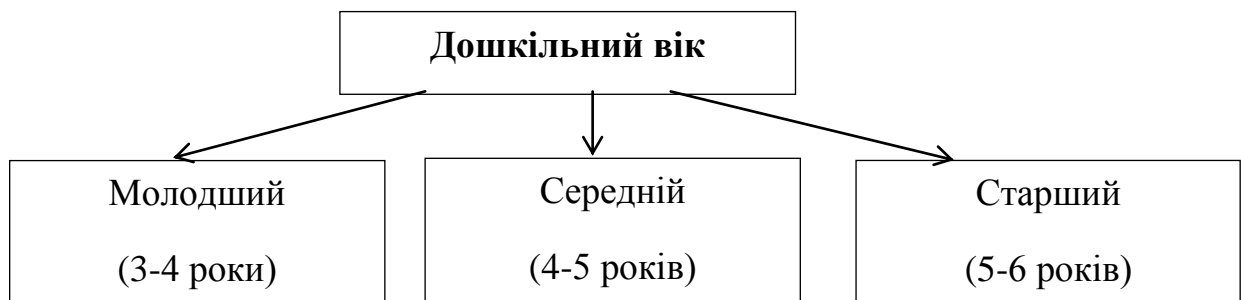 Дошкільний вік
Молодший
(3-4 роки)
Середній
(4-5 років)
Старший
(5-6 років)